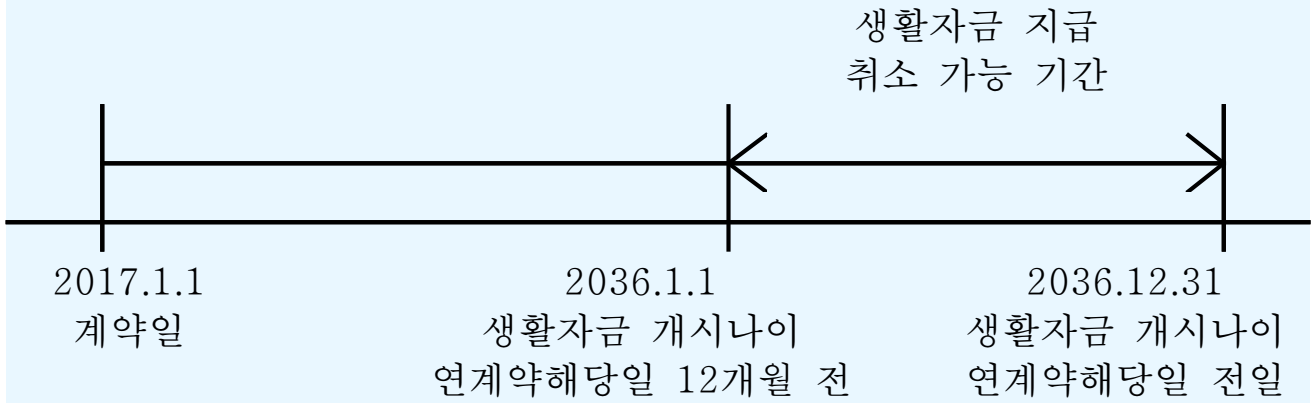 생활자금 지급
취소 가능 기간
2017.1.1
계약일
2036.1.1
생활자금 개시나이
연계약해당일 12개월 전
2036.12.31
생활자금 개시나이
연계약해당일 전일